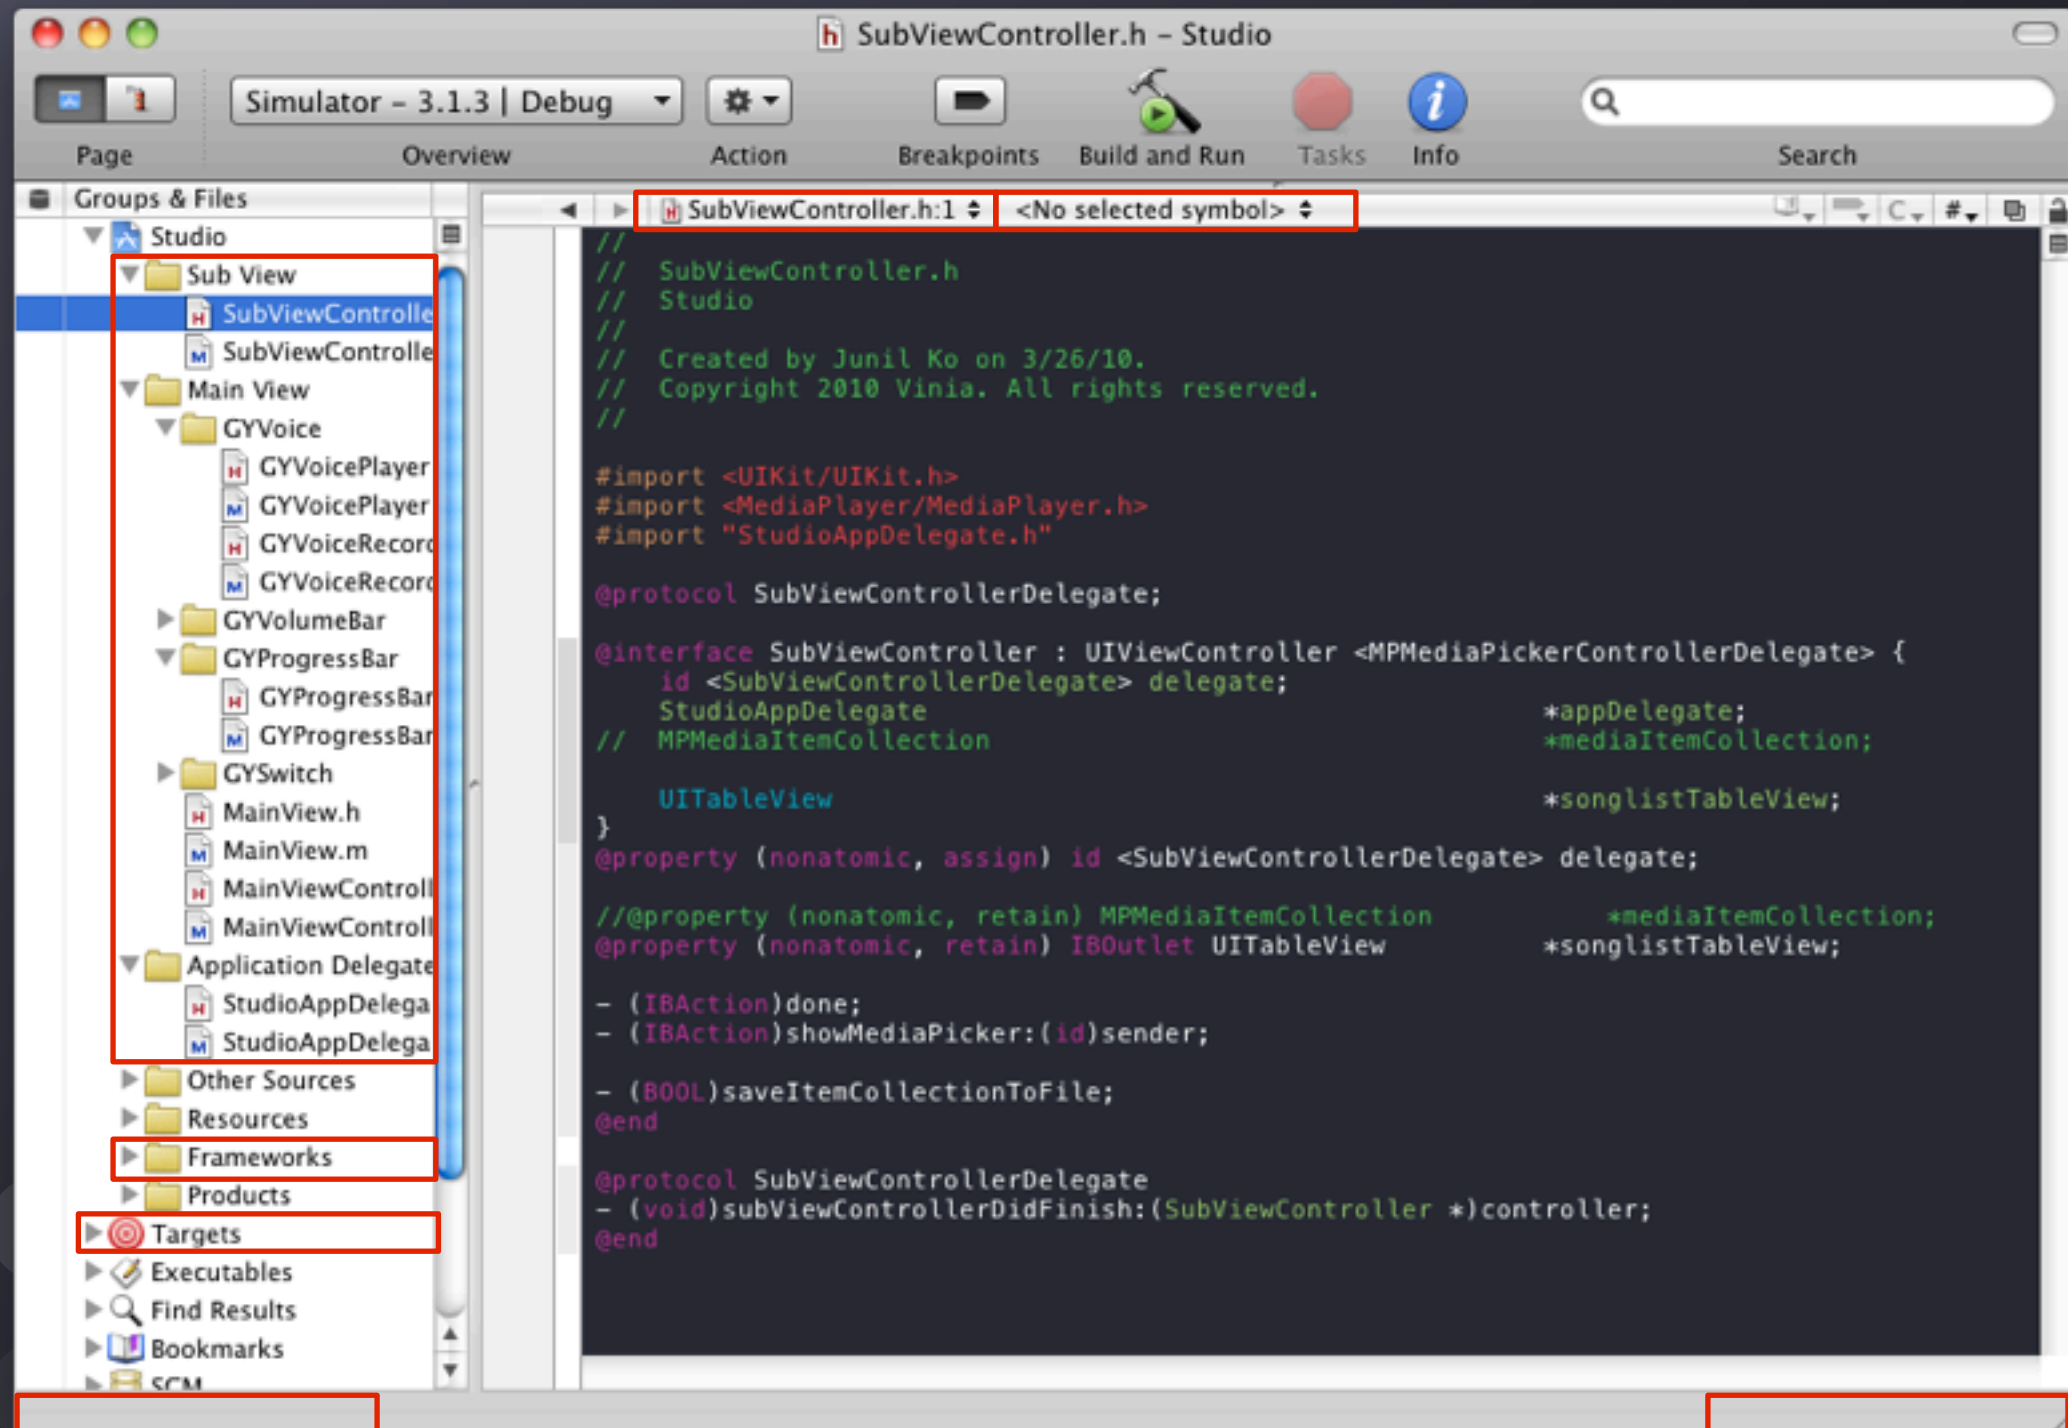 SubViewController.h – Studio
Simulator – 3.1.3 | Debug
Page Overview Action Breakpoints Build and Run Tasks Info Search
Groups & Files
Studio
Sub View
SubViewControlle
SubViewControlle
Main View
GYVoice
GYVoicePlayer
GYVoicePlayer
GYVoiceRecord
GYVoiceRecord
GYVolumeBar
GYProgressBar
GYProgressBar
GYProgressBar
GYSwitch
MainView.h
MainView.m
MainViewControll
MainViewControll
Application Delegate
StudioAppDelega
StudioAppDelega
Other Sources
Resources
Frameworks
Products
Targets
Executables
Find Results
Bookmarks
SCM
SubViewController.h:1 <No selected symbol>
C #
//
//  SubViewController.h
//  Studio
//
//  Created by Junil Ko on 3/26/10.
//  Copyright 2010 Vinia. All rights reserved.
//
#import <UIKit/UIKit.h>
#import <MediaPlayer/MediaPlayer.h>
#import "StudioAppDelegate.h"
@protocol SubViewControllerDelegate;
@interface SubViewController : UIViewController <MPMediaPickerControllerDelegate> {
id <SubViewControllerDelegate> delegate;
StudioAppDelegate *appDelegate;
//  MPMediaItemCollection *mediaItemCollection;
UITableView *songlistTableView;
}
@property (nonatomic, assign) id <SubViewControllerDelegate> delegate;
//@property (nonatomic, retain) MPMediaItemCollection *mediaItemCollection;
@property (nonatomic, retain) IBOutlet UITableView *songlistTableView;
- (IBAction)done;
- (IBAction)showMediaPicker:(id)sender;
- (BOOL)saveItemCollectionToFile;
@end
@protocol SubViewControllerDelegate
- (void)subViewControllerDidFinish:(SubViewController *)controller;
@end